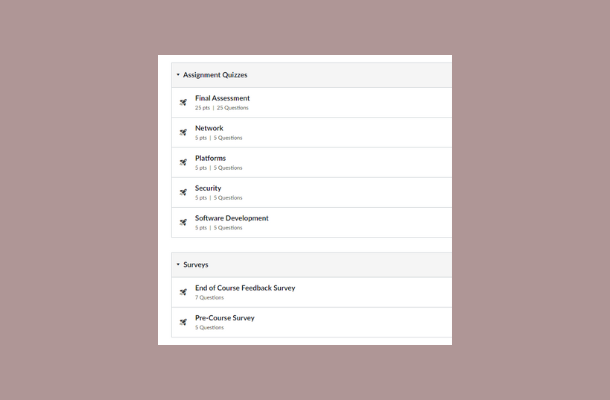 Assignment Quizzes
Final Assessment
25 pts | 25 Questions
Network
5 pts | 5 Questions
Platforms
5 pts | 5 Questions
Security
5 pts | 5 Questions
Software Development
5 pts | 5 Questions
Surveys
End of Course Feedback Survey
7 Questions
Pre-Course Survey
5 Questions